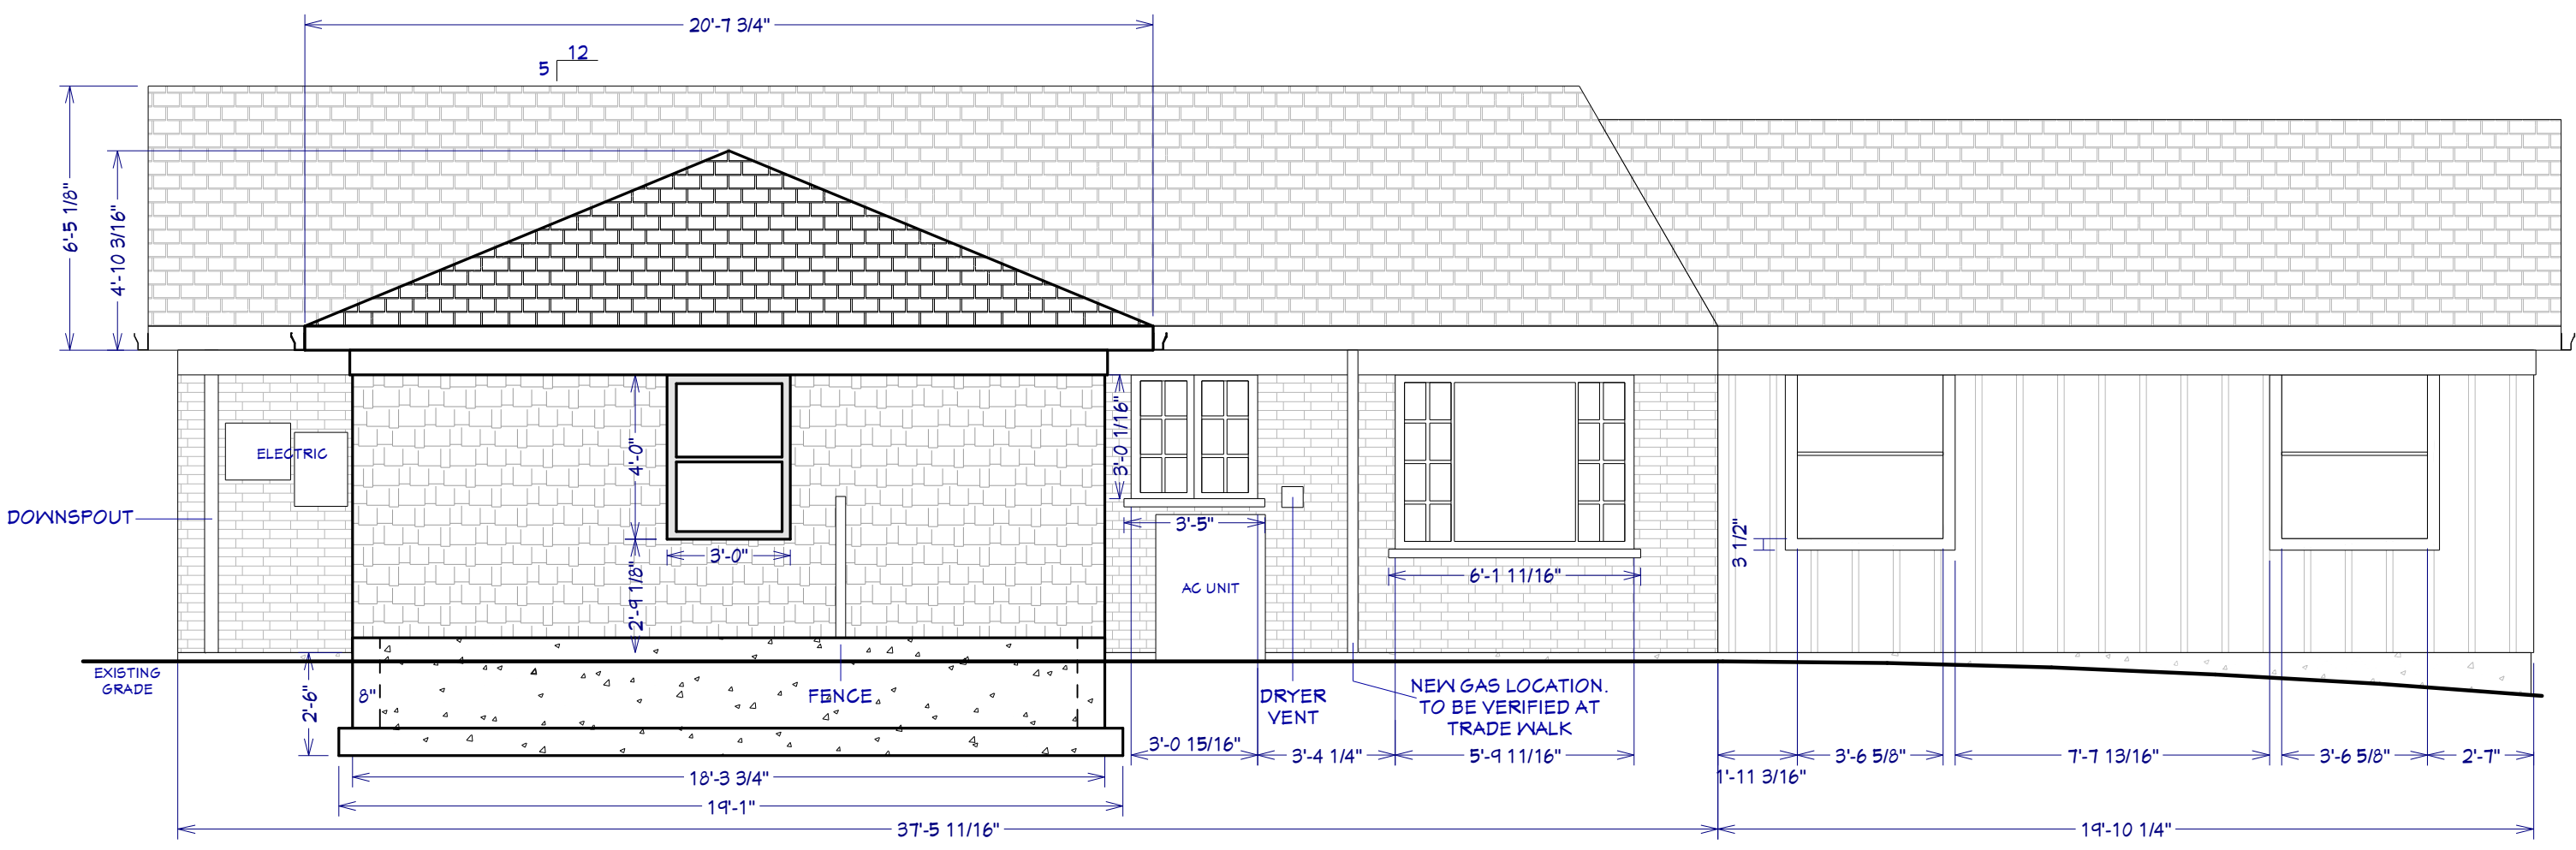 20'-7 3/4"
12
5
6'-5 1/8"
4'-10 3/16"
ELECTRIC
DOWNSPOUT
4'-0"
3'-0"
2'-9 1/8"
3'-0 1/16"
3'-5"
AC UNIT
6'-1 11/16"
3 1/2"
EXISTING
GRADE
2'-6"
8"
FENCE
DRYER
VENT
NEW GAS LOCATION.
TO BE VERIFIED AT
TRADE WALK
3'-0 15/16"
3'-4 1/4"
5'-9 11/16"
1'-11 3/16"
3'-6 5/8"
7'-7 13/16"
3'-6 5/8"
2'-7"
18'-3 3/4"
19'-1"
37'-5 11/16"
19'-10 1/4"